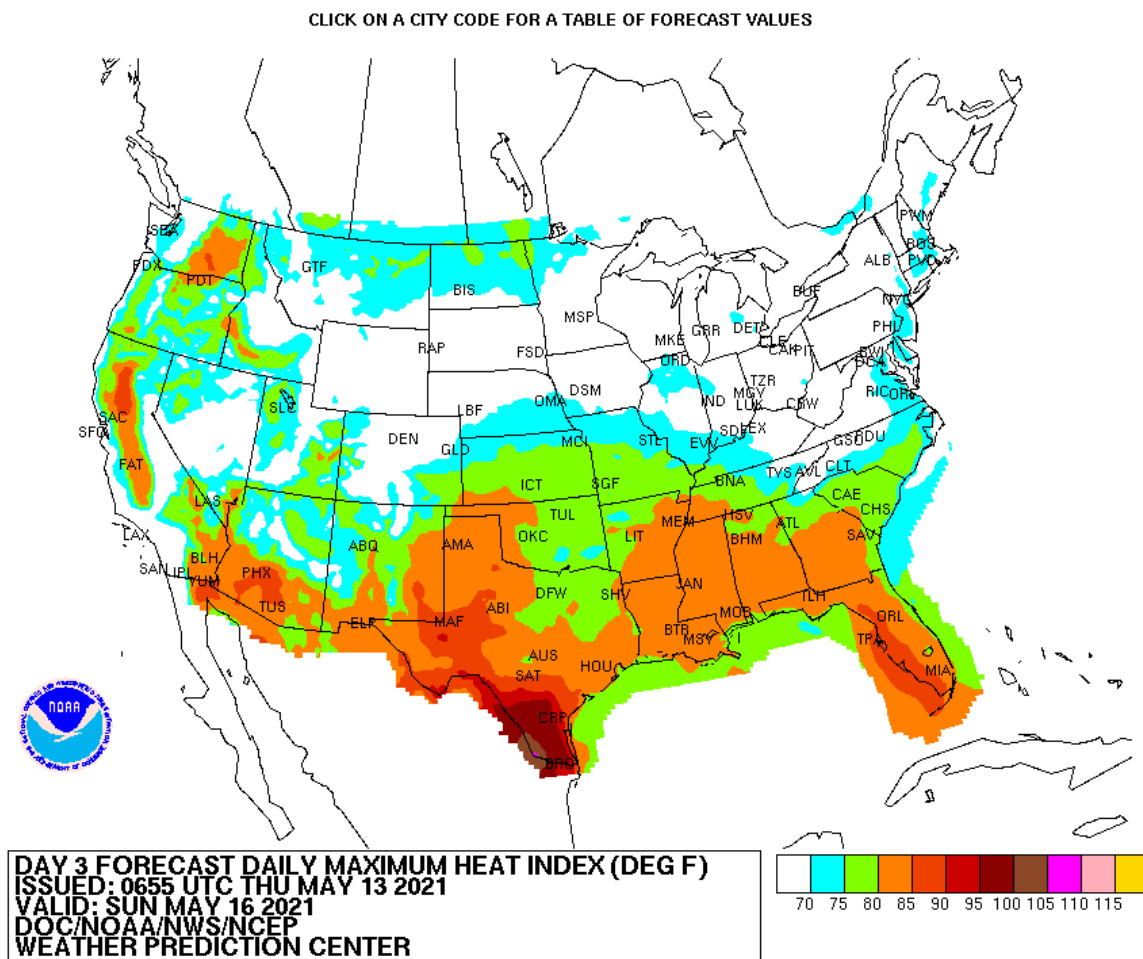 CLICK ON A CITY CODE FOR A TABLE OF FORECAST VALUES
PWM
SEA
BOS
PDX
GTF
ALB
PVD
PDT
BIS
BUF
NYC
MSP
GRR
DET
PHI
MKE
CLE
RAP
FSD
ORD
CAK
PIT
BWI
DCA
TZR
DSM
MGY
RIC
ORF
LBF
OMA
IND
LUK
CRW
SLC
SAC
SFO
DEN
GLD
MCI
STL
EVV
SDF
LEX
GSO
RDU
FAT
TYS
AVL
CLT
ICT
SGF
BNA
CAE
LAS
TUL
MEM
HSV
ATL
CHS
LAX
ABQ
AMA
OKC
LIT
BHM
SAV
BLH
SAN
IPL
YUM
PHX
TUS
ABI
DFW
SHV
JAN
MOB
TLH
ORL
ELP
MAF
BTR
MSY
TPA
AUS
HOU
MIA
SAT
CRP
BRO
NOAA
DAY 3 FORECAST DAILY MAXIMUM HEAT INDEX (DEG F)
ISSUED: 0655 UTC THU MAY 13 2021
VALID: SUN MAY 16 2021
DOC/NOAA/NWS/NCEP
WEATHER PREDICTION CENTER
70 75 80 85 90 95 100 105 110 115